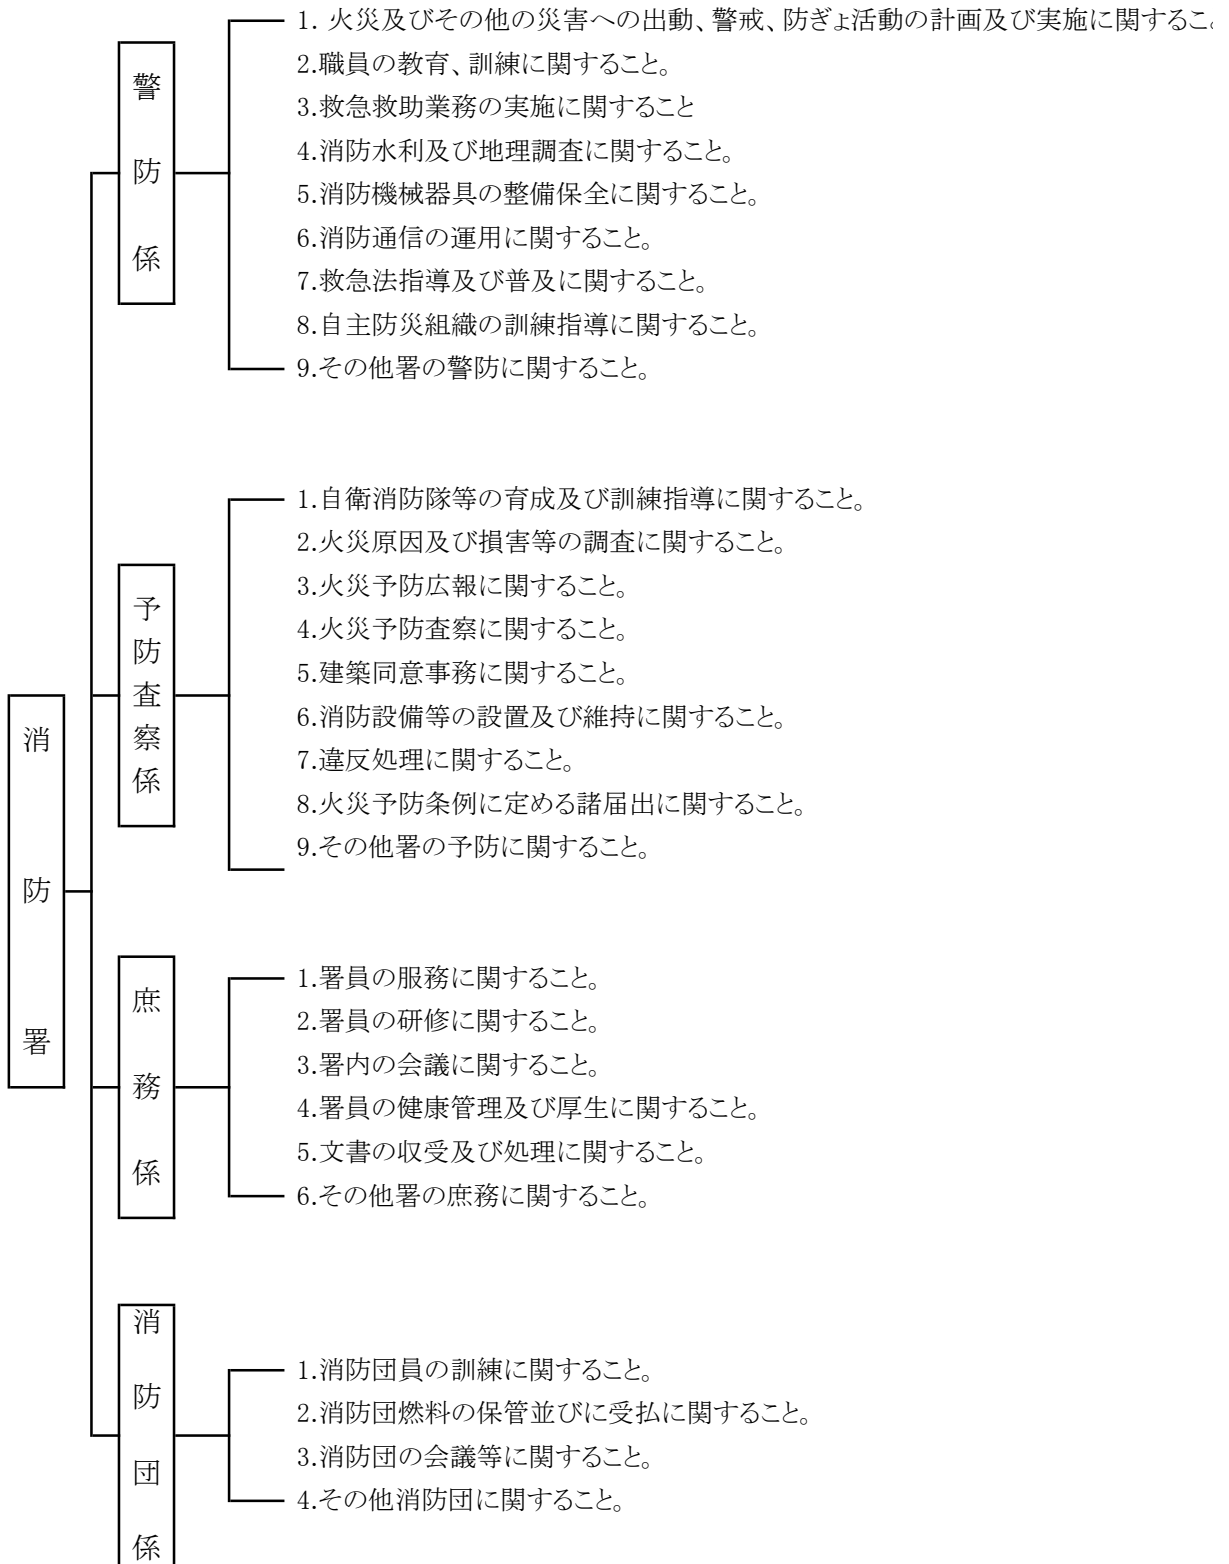 消防署
警防係
1. 火災及びその他の災害への出動、警戒、防ぎょ活動の計画及び実施に関するこ
2.職員の教育、訓練に関すること。
3.救急救助業務の実施に関すること
4.消防水利及び地理調査に関すること。
5.消防機械器具の整備保全に関すること。
6.消防通信の運用に関すること。
7.救急法指導及び普及に関すること。
8.自主防災組織の訓練指導に関すること。
9.その他署の警防に関すること。
予防査察係
1.自衛消防隊等の育成及び訓練指導に関すること。
2.火災原因及び損害等の調査に関すること。
3.火災予防広報に関すること。
4.火災予防査察に関すること。
5.建築同意事務に関すること。
6.消防設備等の設置及び維持に関すること。
7.違反処理に関すること。
8.火災予防条例に定める諸届出に関すること。
9.その他署の予防に関すること。
庶務係
1.署員の服務に関すること。
2.署員の研修に関すること。
3.署内の会議に関すること。
4.署員の健康管理及び厚生に関すること。
5.文書の収受及び処理に関すること。
6.その他署の庶務に関すること。
消防団係
1.消防団員の訓練に関すること。
2.消防団燃料の保管並びに受払に関すること。
3.消防団の会議等に関すること。
4.その他消防団に関すること。